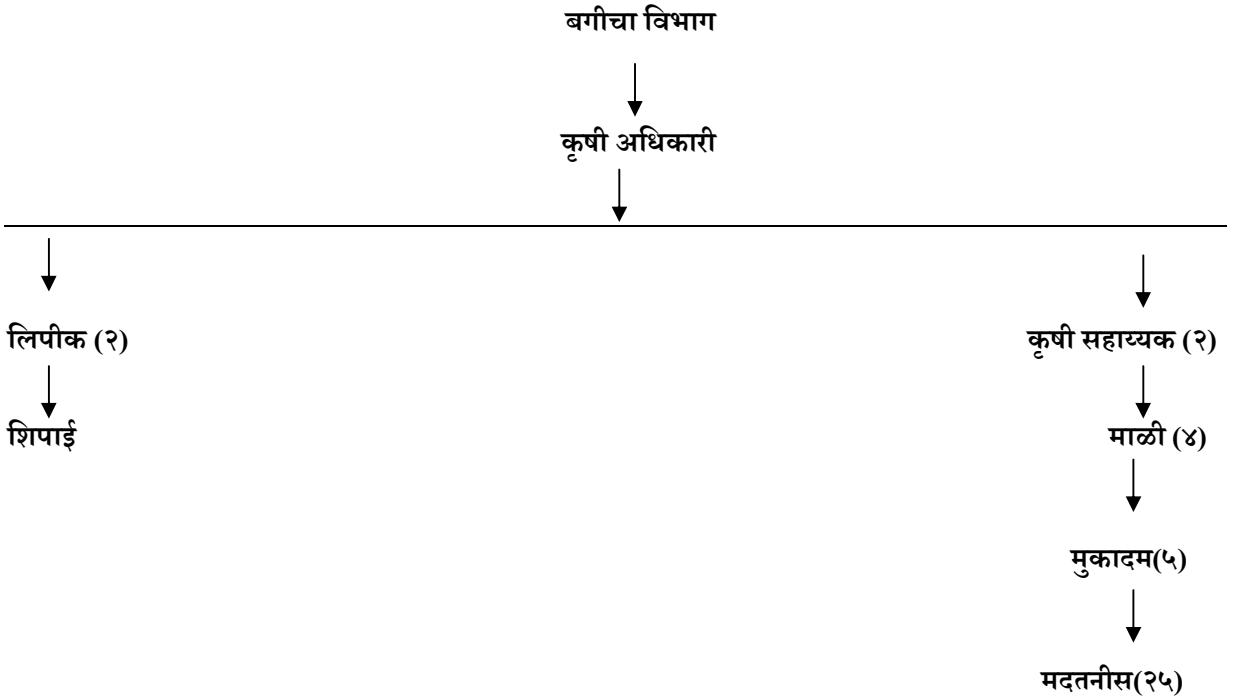 बगीचा विभाग
कृषी अधिकारी
लिपीक (२)
कृषी सहाय्यक (२)
शिपाई
माळी (४)
मुकादम(५)
मदतनीस(२५)